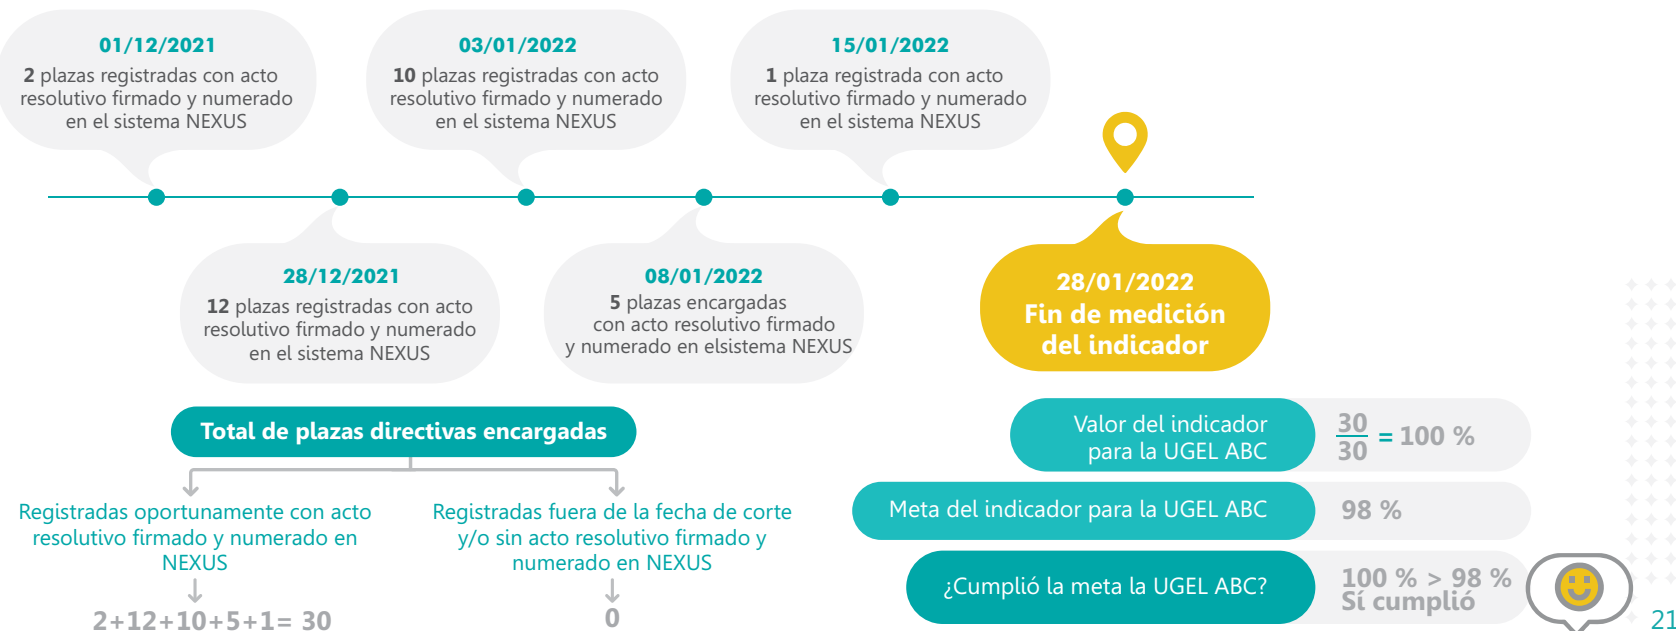 01/12/2021
2 plazas registradas con acto
resolutivo firmado y numerado
en el sistema NEXUS
03/01/2022
10 plazas registradas con acto
resolutivo firmado y numerado
en el sistema NEXUS
15/01/2022
1 plaza registrada con acto
resolutivo firmado y numerado
en el sistema NEXUS
28/12/2021
12 plazas registradas con acto
resolutivo firmado y numerado
en el sistema NEXUS
08/01/2022
5 plazas encargadas
con acto resolutivo firmado
y numerado en elsistema NEXUS
28/01/2022
Fin de medición
del indicador
Total de plazas directivas encargadas
Registradas oportunamente con acto
resolutivo firmado y numerado en
NEXUS
2+12+10+5+1= 30
Registradas fuera de la fecha de corte
y/o sin acto resolutivo firmado y
numerado en NEXUS
0
Valor del indicador
para la UGEL ABC
30
30
= 100 %
Meta del indicador para la UGEL ABC
98 %
¿Cumplió la meta la UGEL ABC?
100 % > 98 %
Sí cumplió
21